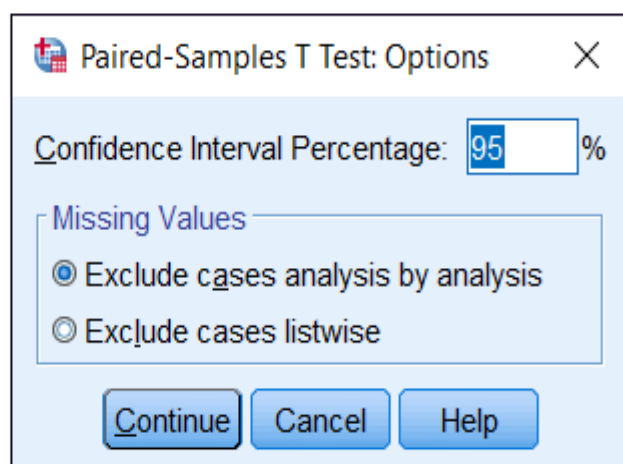 Paired-Samples T Test: Options
Confidence Interval Percentage: 95 %
Missing Values
Exclude cases analysis by analysis
Exclude cases listwise
Continue Cancel Help